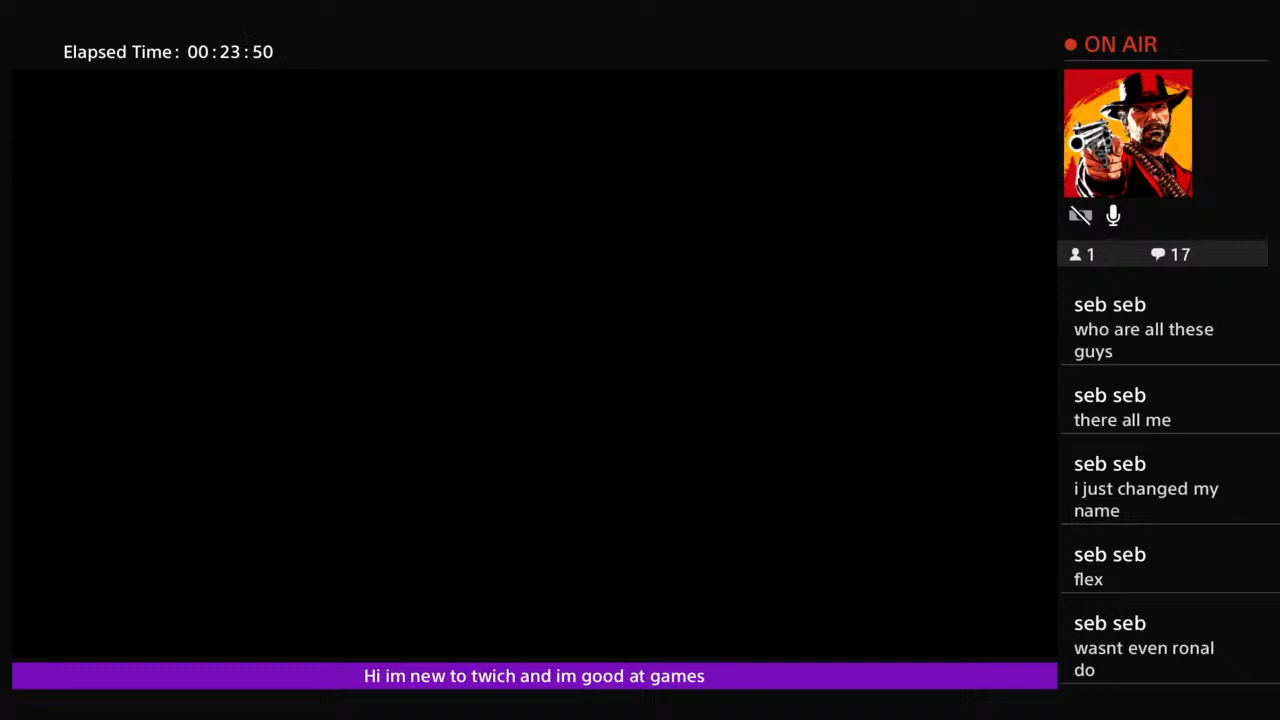 Elapsed Time: 00:23:50
ON AIR
1 17
seb seb
who are all these
guys
seb seb
there all me
seb seb
i just changed my
name
seb seb
flex
seb seb
wasnt even ronal
do
Hi im new to twich and im good at games